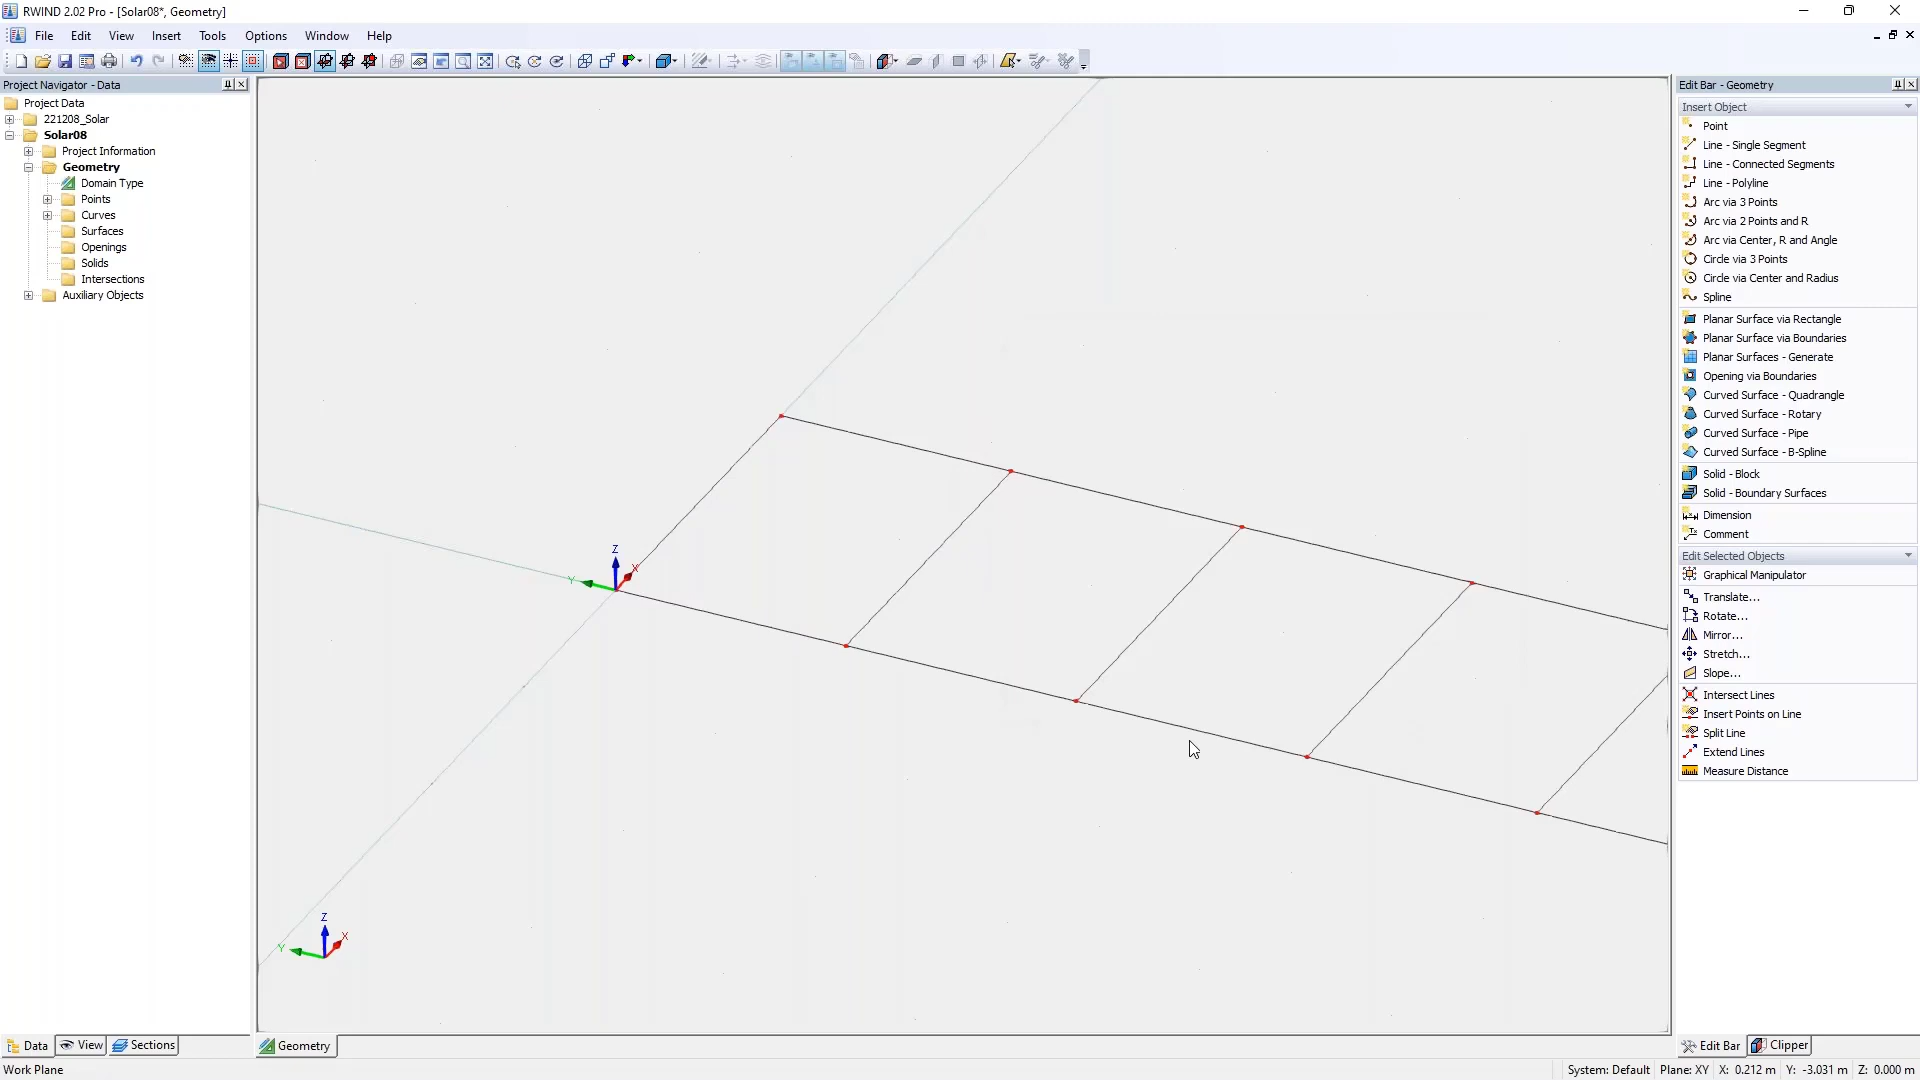 RWIND 2.02 Pro - [Solar08*, Geometry]
File Edit View Insert Tools Options Window Help
Project Navigator - Data
Project Data
221208_Solar
Solar08
Project Information
Geometry
Domain Type
Points
Curves
Surfaces
Openings
Solids
Intersections
Auxiliary Objects
Z
X
Y
Z
X
Y
Edit Bar - Geometry
Insert Object
Point
Line - Single Segment
Line - Connected Segments
Line - Polyline
Arc via 3 Points
Arc via 2 Points and R
Arc via Center, R and Angle
Circle via 3 Points
Circle via Center and Radius
Spline
Planar Surface via Rectangle
Planar Surface via Boundaries
Planar Surfaces - Generate
Opening via Boundaries
Curved Surface - Quadrangle
Curved Surface - Rotary
Curved Surface - Pipe
Curved Surface - B-Spline
Solid - Block
Solid - Boundary Surfaces
Dimension
Comment
Edit Selected Objects
Graphical Manipulator
Translate...
Rotate...
Mirror...
Stretch...
Slope...
Intersect Lines
Insert Points on Line
Split Line
Extend Lines
Measure Distance
Data View Sections
Geometry
Edit Bar Clipper
Work Plane
System: Default Plane: XY X: 0.212 m Y: -3.031 m Z: 0.000 m